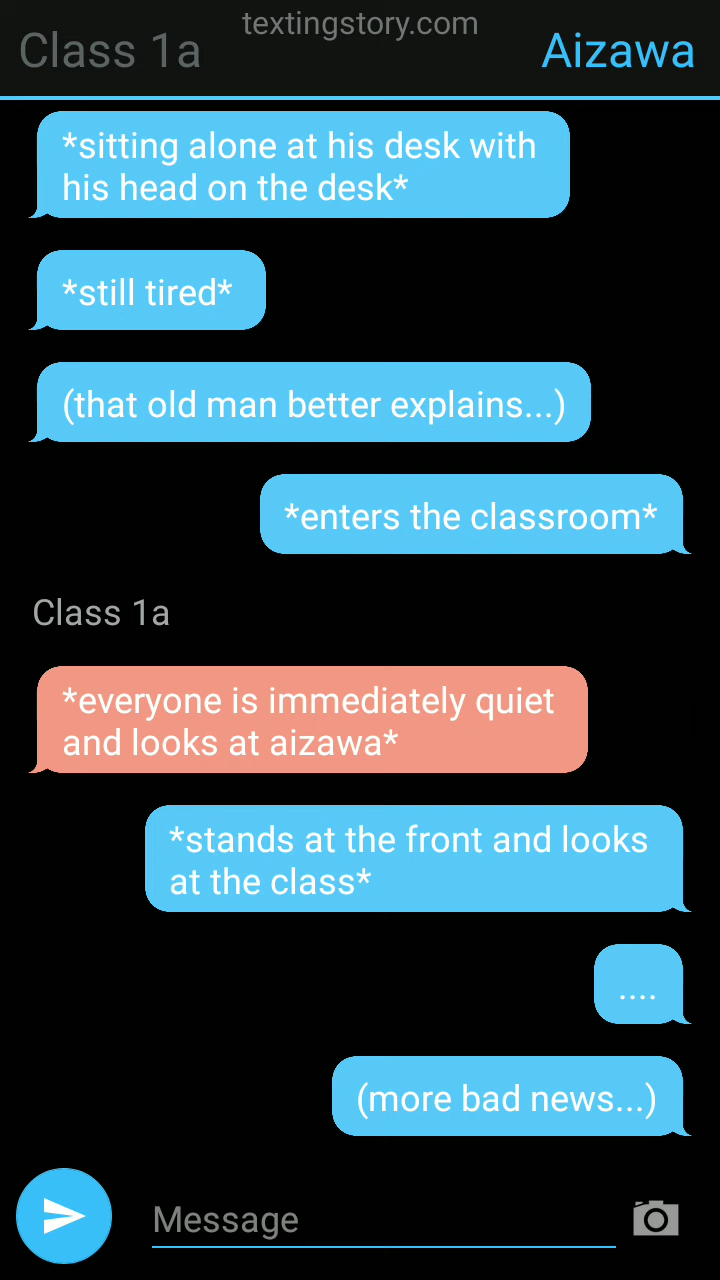 textingstory.com
Class 1a
Aizawa
*sitting alone at his desk with
his head on the desk*
*still tired*
(that old man better explains...)
*enters the classroom*
Class 1a
*everyone is immediately quiet
and looks at aizawa*
*stands at the front and looks
at the class*
....
(more bad news...)
Message